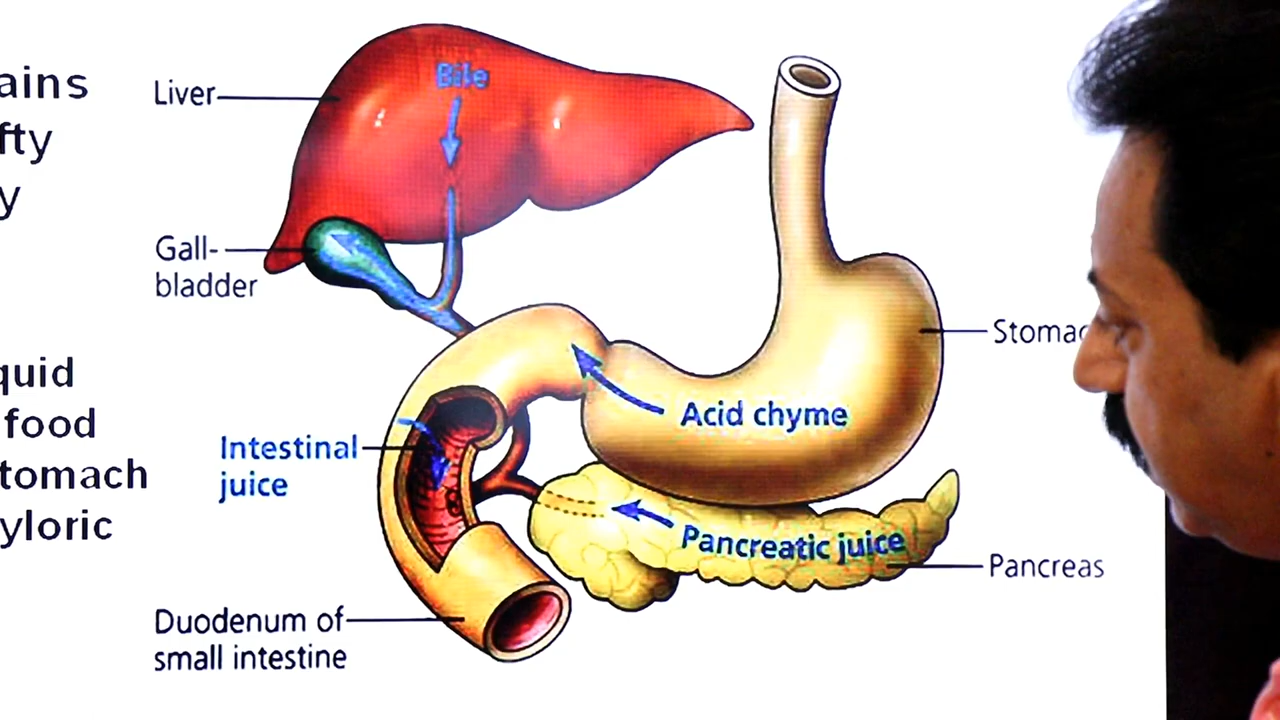 ains
fty
y
quid
food
tomach
yloric
Liver
Bile
Gall-
bladder
Stomac
Acid chyme
Intestinal
juice
Pancreatic juice
Pancreas
Duodenum of
small intestine